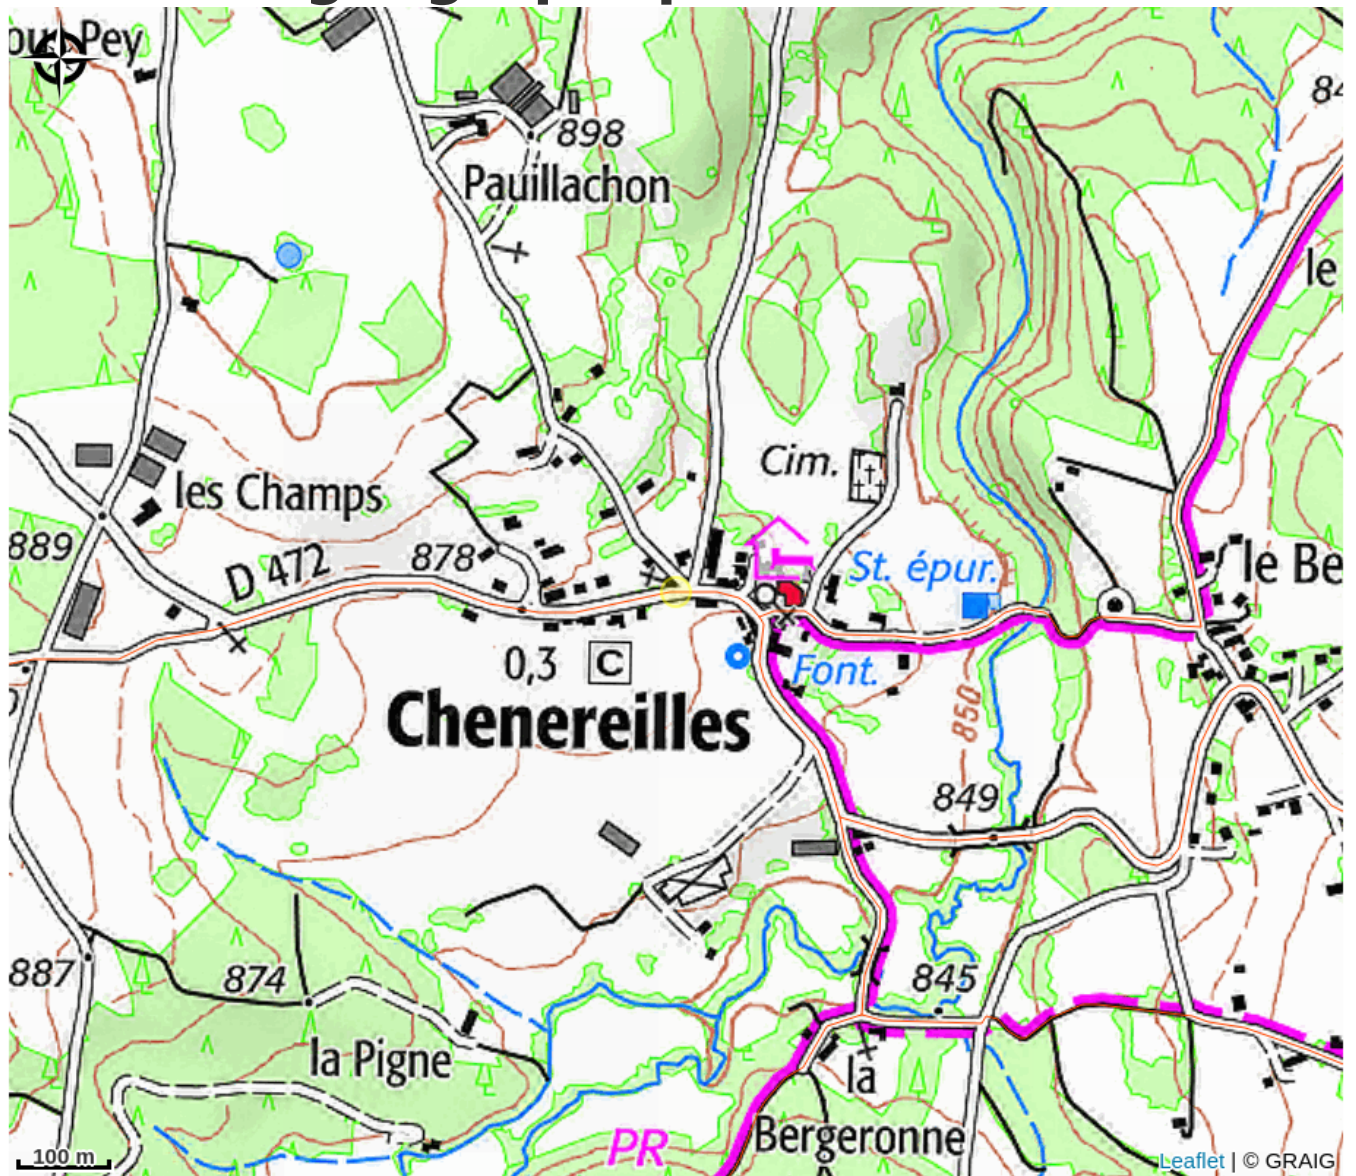 Pey
84
898
Pauillachon
le
Cim.
les Champs
889
D 472
878
St. épur.
le Be
0,3 C
Font.
Chenereilles
850
849
887
874
845
la Pigne
la
Bergeronne
PR
100 m
Leaflet | © GRAIG